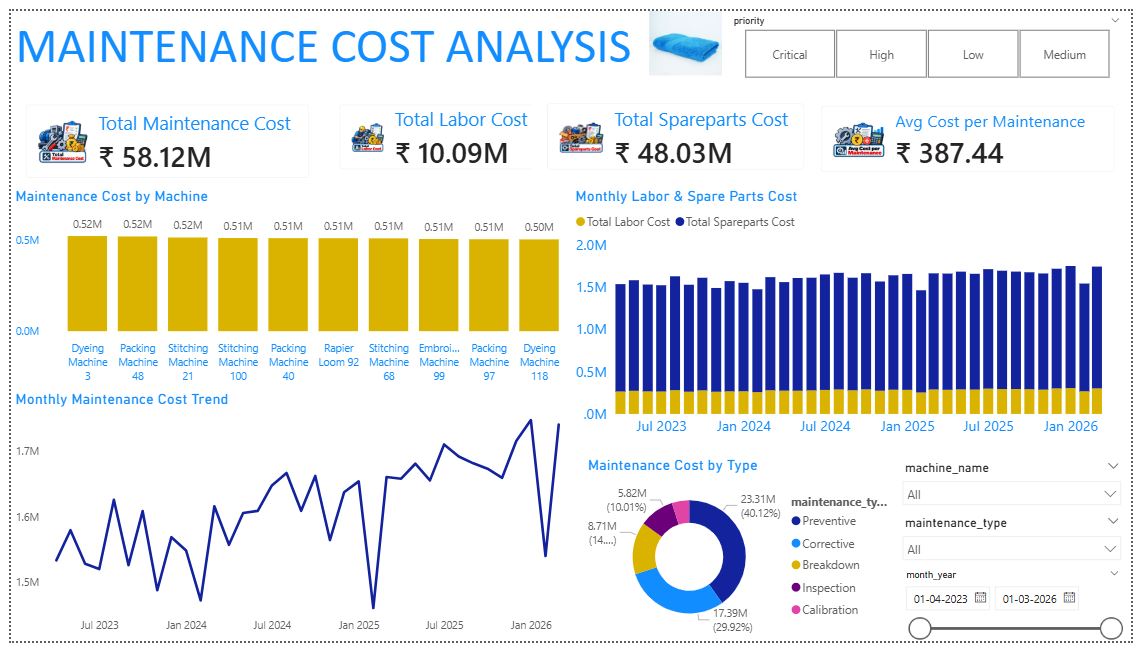 MAINTENANCE COST ANALYSIS
priority
Critical
High
Low
Medium
Total Maintenance Cost
₹ 58.12M
Total Labor Cost
₹ 10.09M
Total Spareparts Cost
₹ 48.03M
Avg Cost per Maintenance
₹ 387.44
Maintenance Cost by Machine
0.52M 0.52M 0.52M 0.51M 0.51M 0.51M 0.51M 0.51M 0.51M 0.50M
0.5M
0.0M
Dyeing Machine 3
Packing Machine 48
Stitching Machine 21
Stitching Machine 100
Packing Machine 40
Rapier Loom 92
Stitching Machine 68
Embroi... Machine 99
Packing Machine 97
Dyeing Machine 118
Monthly Labor & Spare Parts Cost
Total Labor Cost
Total Spareparts Cost
2.0M
1.5M
1.0M
0.5M
.0M
Jul 2023 Jan 2024 Jul 2024 Jan 2025 Jul 2025 Jan 2026
Monthly Maintenance Cost Trend
1.7M
1.6M
1.5M
Jul 2023 Jan 2024 Jul 2024 Jan 2025 Jul 2025 Jan 2026
Maintenance Cost by Type
5.82M
(10.01%)
8.71M
(14....)
23.31M
(40.12%)
17.39M
(29.92%)
maintenance_ty...
Preventive
Corrective
Breakdown
Inspection
Calibration
machine_name
All
maintenance_type
All
month_year
01-04-2023
01-03-2026